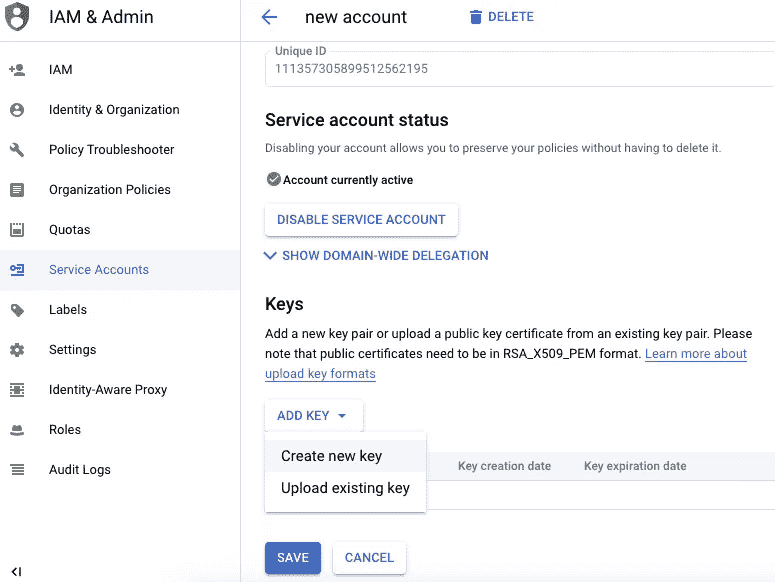 IAM & Admin
IAM
Identity & Organization
Policy Troubleshooter
Organization Policies
Quotas
Service Accounts
Labels
Settings
Identity-Aware Proxy
Roles
Audit Logs
new account
DELETE
Unique ID
111357305899512562195
Service account status
Disabling your account allows you to preserve your policies without having to delete it.
Account currently active
DISABLE SERVICE ACCOUNT
SHOW DOMAIN-WIDE DELEGATION
Keys
Add a new key pair or upload a public key certificate from an existing key pair. Please
note that public certificates need to be in RSA_X509_PEM format. Learn more about
upload key formats
ADD KEY
Create new key
Upload existing key
Key creation date
Key expiration date
SAVE
CANCEL